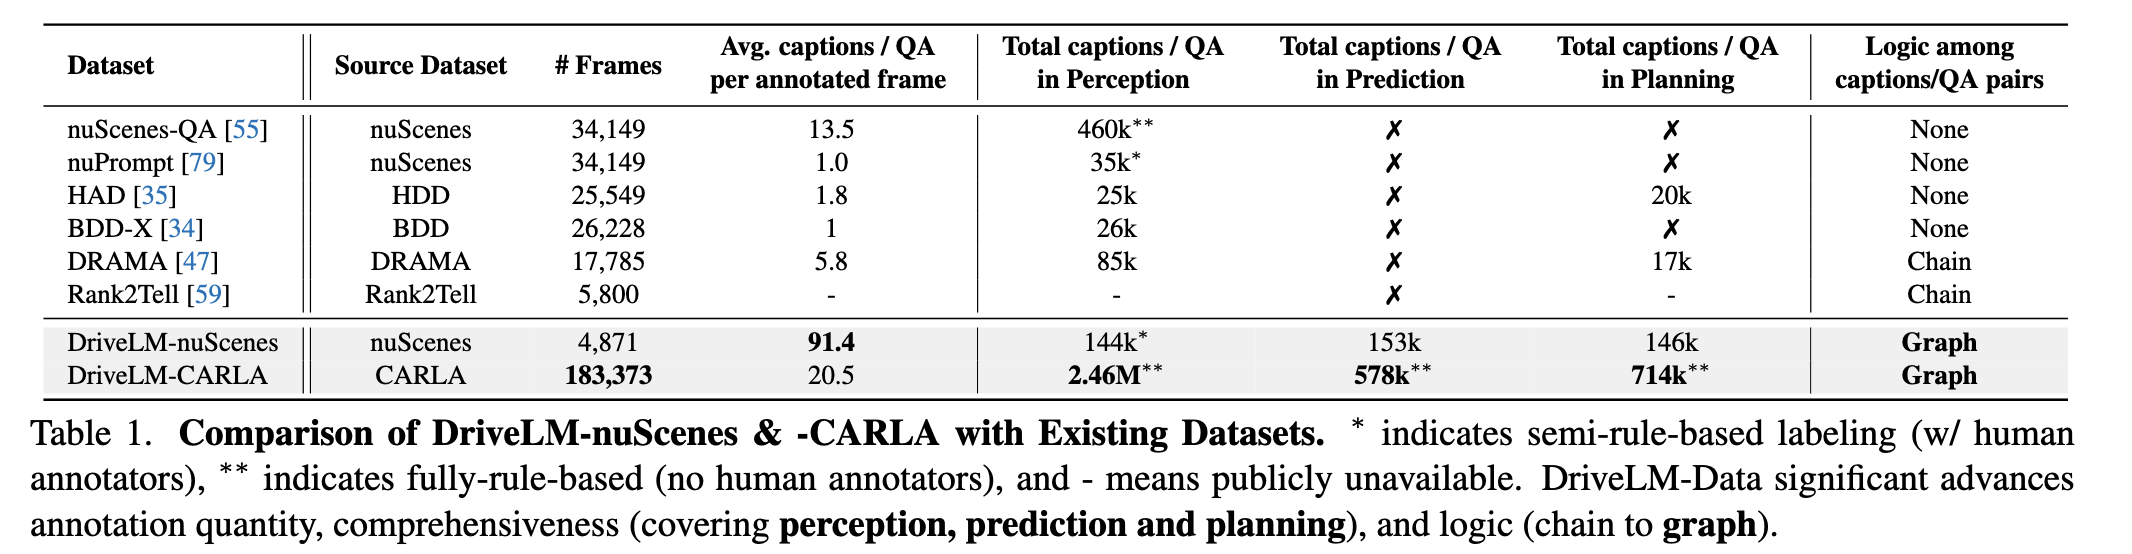 Dataset Source Dataset # Frames Avg. captions / QA per annotated frame Total captions / QA in Perception Total captions / QA in Prediction Total captions / QA in Planning Logic among captions/QA pairs
nuScenes-QA [55] nuScenes 34,149 13.5 460k** ✗ ✗ None
nuPrompt [79] nuScenes 34,149 1.0 35k* ✗ ✗ None
HAD [35] HDD 25,549 1.8 25k ✗ 20k None
BDD-X [34] BDD 26,228 1 26k ✗ ✗ None
DRAMA [47] DRAMA 17,785 5.8 85k ✗ 17k Chain
Rank2Tell [59] Rank2Tell 5,800 - - ✗ - Chain
DriveLM-nuScenes nuScenes 4,871 91.4 144k* 153k 146k Graph
DriveLM-CARLA CARLA 183,373 20.5 2.46M** 578k** 714k** Graph
Table 1. Comparison of DriveLM-nuScenes & -CARLA with Existing Datasets. * indicates semi-rule-based labeling (w/ human
annotators), ** indicates fully-rule-based (no human annotators), and - means publicly unavailable. DriveLM-Data significant advances
annotation quantity, comprehensiveness (covering perception, prediction and planning), and logic (chain to graph).